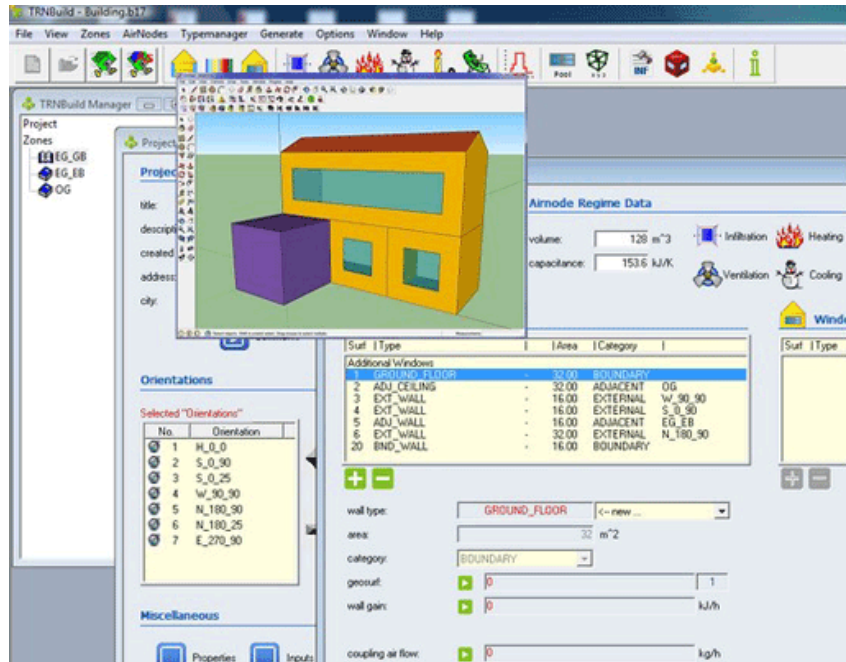 TRNBuild - Building.b17
File View Zones AirNodes Typemanager Generate Options Window Help
Pool
INF
TRNBuild Manager
Project
Zones
EG_GB
EG_EB
OG
Project
title:
created
address:
city:
Orientations
Selected "Orientations"
No. Orientation
1 H_0_0
2 S_0_90
3 S_0_25
4 W_90_90
5 N_180_90
6 N_180_25
7 E_270_90
Miscellaneous
Properties Inputs
Airnode Regime Data
volume: 128 m^3 Infiltration Heating
capacitance: 153.6 kJ/K Ventilation Cooling
Surf Type Area Category
Additional Windows
1 GROUND_FLOOR - 32.00 BOUNDARY
2 ADJ_CEILING - 32.00 ADJACENT OG
3 EXT_WALL - 16.00 EXTERNAL W_90_90
4 EXT_WALL - 16.00 EXTERNAL S_0_90
5 ADJ_WALL - 16.00 ADJACENT EG_EB
6 EXT_WALL - 32.00 EXTERNAL N_180_90
20 BND_WALL - 16.00 BOUNDARY
Surf Type
wall type: GROUND_FLOOR <-- new ...
area: 32 m^2
category: BOUNDARY
geosurf: 0 1
wall gain: 0 kJ/h
coupling air flow: 0 kg/h